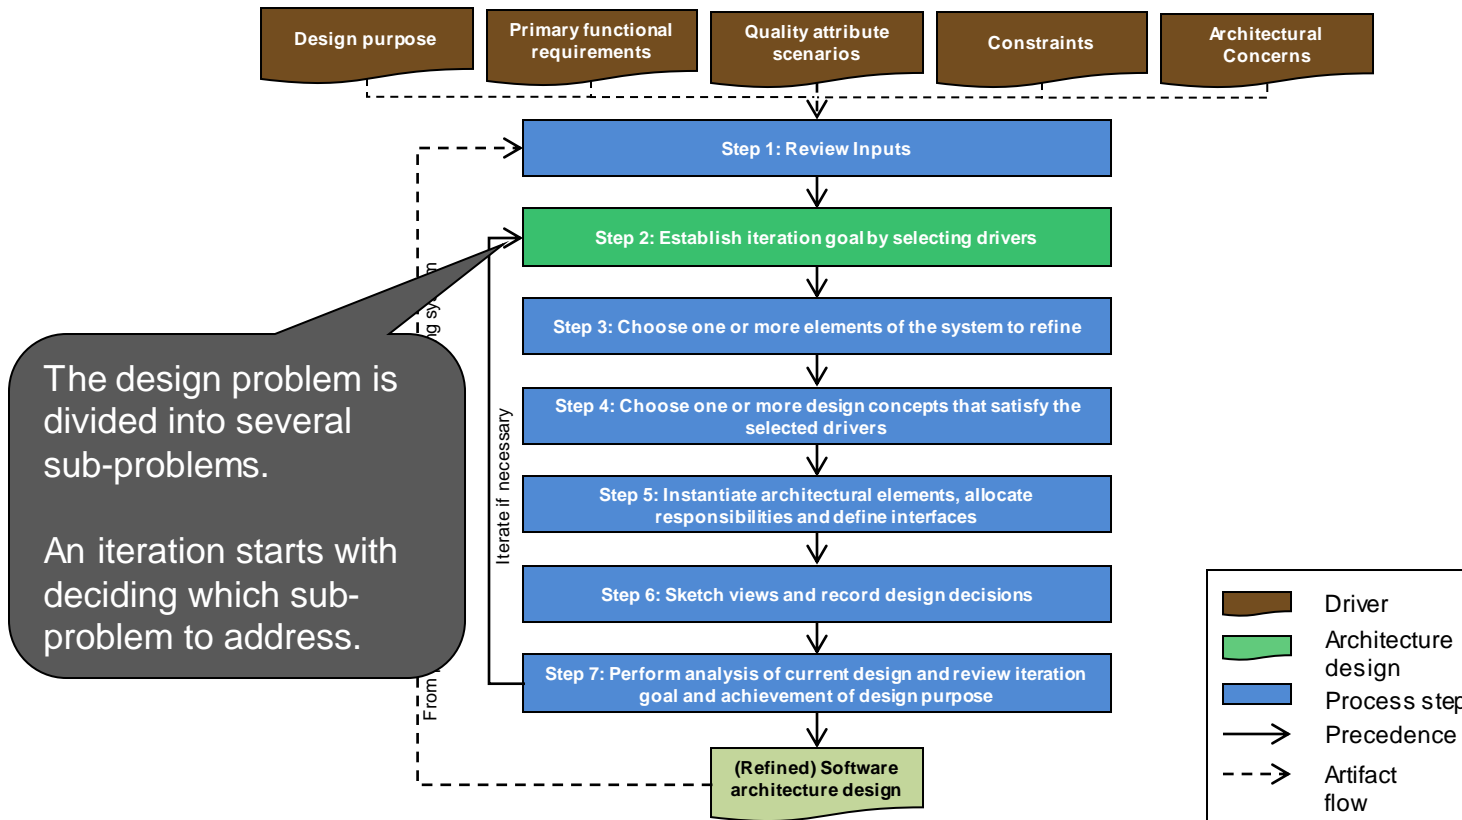 Design purpose
Primary functional
requirements
Quality attribute
scenarios
Constraints
Architectural
Concerns
Step 1: Review Inputs
Step 2: Establish iteration goal by selecting drivers
Step 3: Choose one or more elements of the system to refine
Step 4: Choose one or more design concepts that satisfy the
selected drivers
Step 5: Instantiate architectural elements, allocate
responsibilities and define interfaces
Step 6: Sketch views and record design decisions
Step 7: Perform analysis of current design and review iteration
goal and achievement of design purpose
(Refined) Software
architecture design
The design problem is
divided into several
sub-problems.
An iteration starts with
deciding which sub-
problem to address.
Iterate if necessary
From
Driver
Architecture
design
Process step
Precedence
Artifact
flow